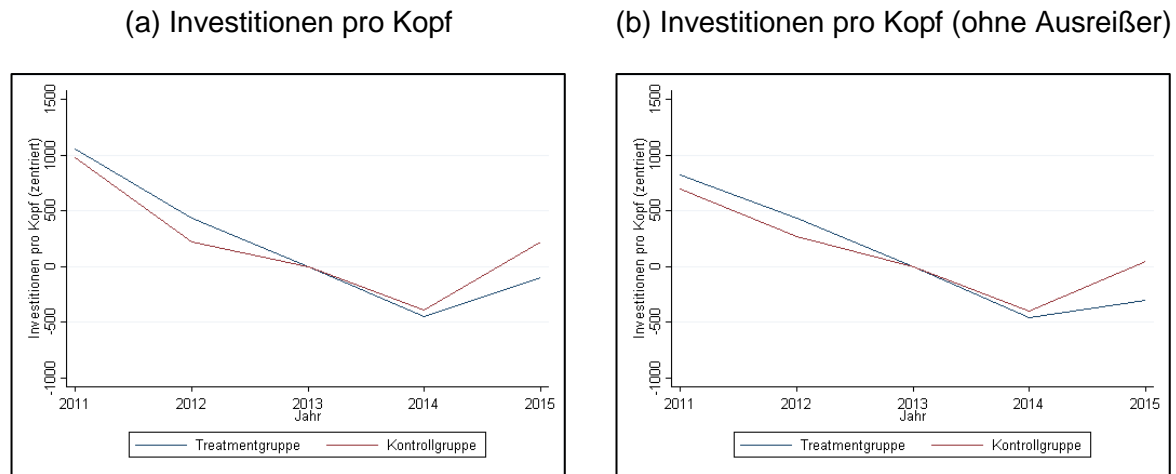 (a) Investitionen pro Kopf
Investitionen pro Kopf (zentriert)
1500
1000
500
0
-500
-1000
2011
2012
2013
2014
2015
Jahr
Treatmentgruppe
Kontrollgruppe
(b) Investitionen pro Kopf (ohne Ausreißer)
Investitionen pro Kopf (zentriert)
1500
1000
500
0
-500
-1000
2011
2012
2013
2014
2015
Jahr
Treatmentgruppe
Kontrollgruppe